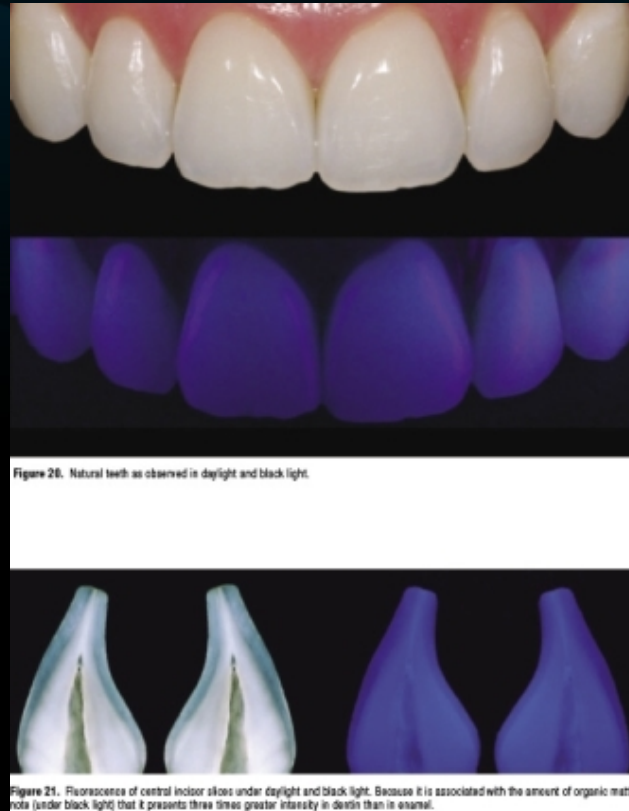 Figure 20. Natural teeth as observed in daylight and black light.
Figure 21. Fluorescence of central incisor slices under daylight and black light. Because it is associated with the amount of organic matt
note (under black light) that it presents three times greater intensity in dentin than in enamel.